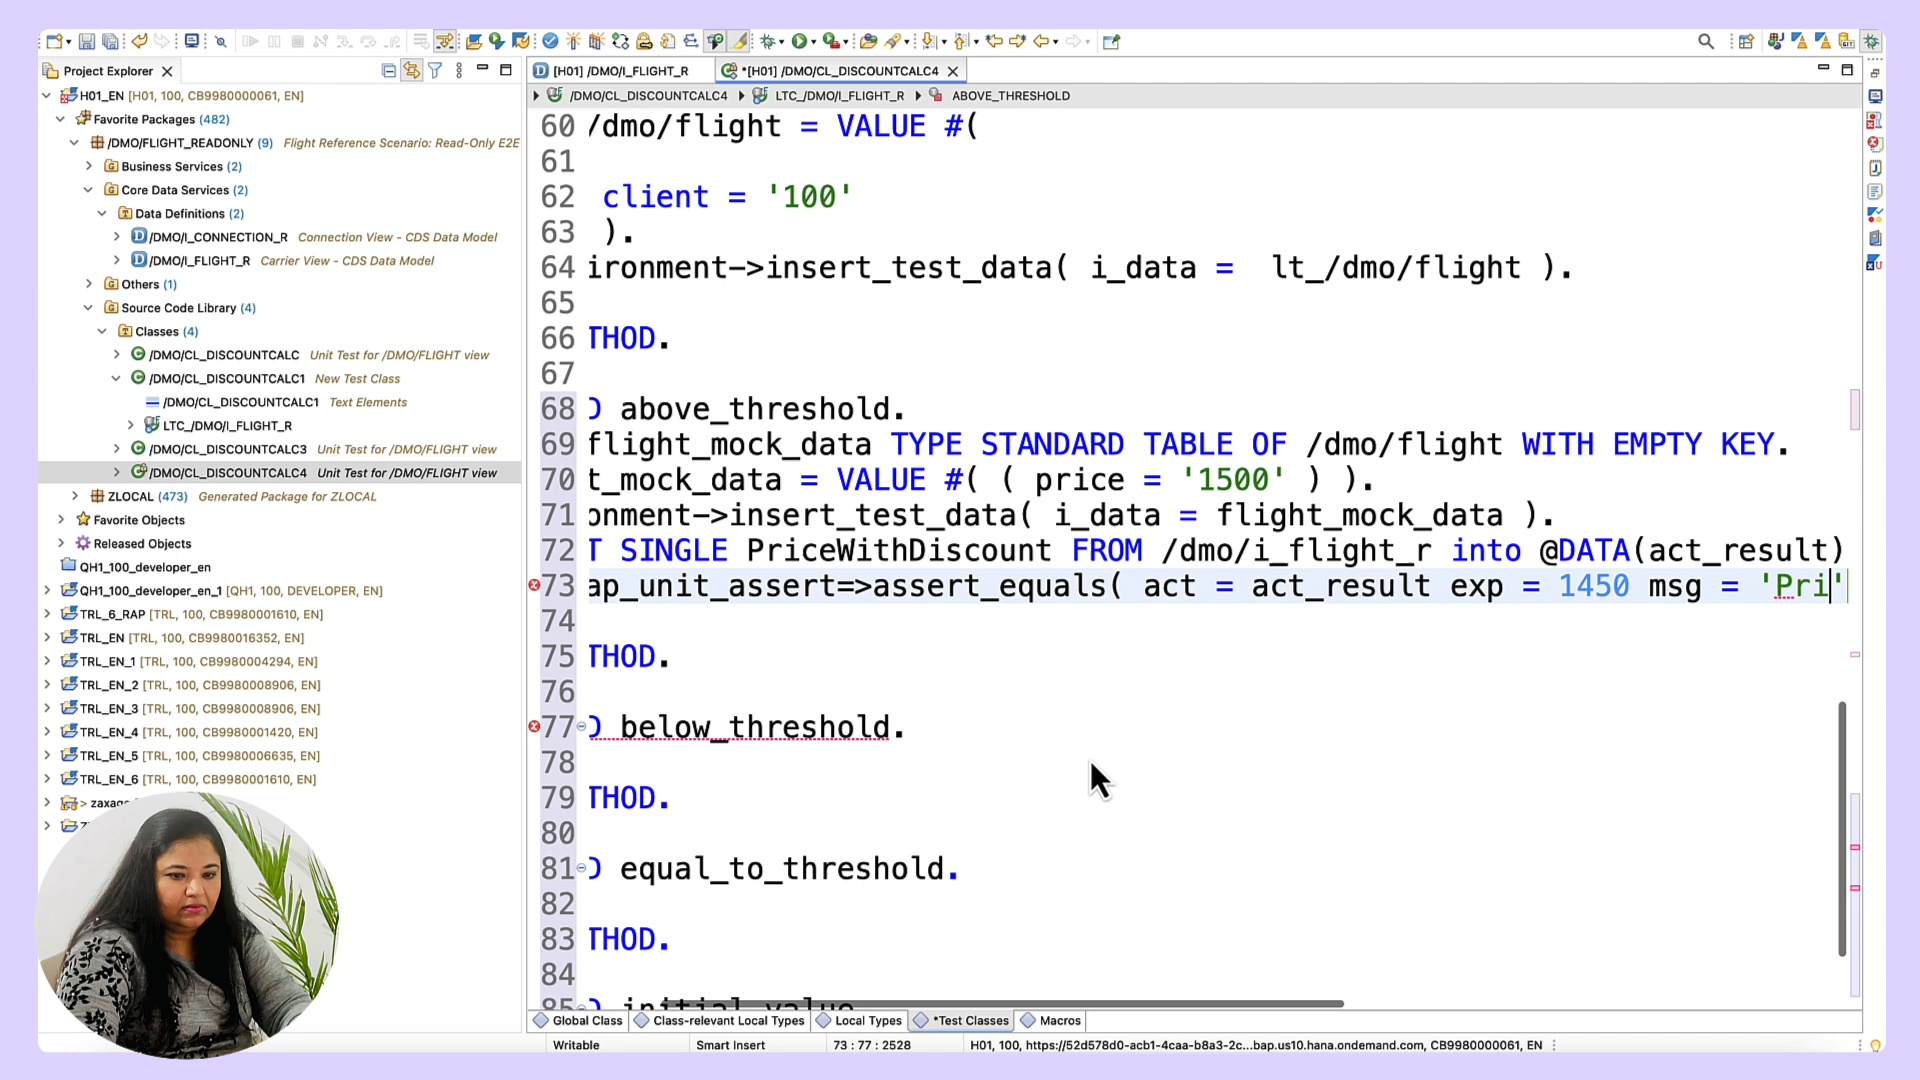 Project Explorer
H01_EN [H01, 100, CB9980000061, EN]
Favorite Packages (482)
/DMO/FLIGHT_READONLY (9) Flight Reference Scenario: Read-Only E2E
Business Services (2)
Core Data Services (2)
Data Definitions (2)
/DMO/I_CONNECTION_R Connection View - CDS Data Model
/DMO/I_FLIGHT_R Carrier View - CDS Data Model
Others (1)
Source Code Library (4)
Classes (4)
/DMO/CL_DISCOUNTCALC Unit Test for /DMO/FLIGHT view
/DMO/CL_DISCOUNTCALC1 New Test Class
/DMO/CL_DISCOUNTCALC1 Text Elements
LTC_/DMO/I_FLIGHT_R
/DMO/CL_DISCOUNTCALC3 Unit Test for /DMO/FLIGHT view
/DMO/CL_DISCOUNTCALC4 Unit Test for /DMO/FLIGHT view
ZLOCAL (473) Generated Package for ZLOCAL
Favorite Objects
Released Objects
QH1_100_developer_en
QH1_100_developer_en_1 [QH1, 100, DEVELOPER, EN]
TRL_6_RAP [TRL, 100, CB9980001610, EN]
TRL_EN [TRL, 100, CB9980016352, EN]
TRL_EN_1 [TRL, 100, CB9980004294, EN]
TRL_EN_2 [TRL, 100, CB9980008906, EN]
TRL_EN_3 [TRL, 100, CB9980008906, EN]
TRL_EN_4 [TRL, 100, CB9980001420, EN]
TRL_EN_5 [TRL, 100, CB9980006635, EN]
TRL_EN_6 [TRL, 100, CB9980001610, EN]
> zaxag
[H01] /DMO/I_FLIGHT_R
*[H01] /DMO/CL_DISCOUNTCALC4
/DMO/CL_DISCOUNTCALC4 LTC_/DMO/I_FLIGHT_R ABOVE_THRESHOLD
60 /dmo/flight = VALUE #(
61
62 client = '100'
63 ).
64 ironment->insert_test_data( i_data = lt_/dmo/flight ).
65
66 THOD.
67
68 D above_threshold.
69 flight_mock_data TYPE STANDARD TABLE OF /dmo/flight WITH EMPTY KEY.
70 t_mock_data = VALUE #( ( price = '1500' ) ).
71 onment->insert_test_data( i_data = flight_mock_data ).
72 T SINGLE PriceWithDiscount FROM /dmo/i_flight_r into @DATA(act_result)
73 ap_unit_assert=>assert_equals( act = act_result exp = 1450 msg = 'Pri'
74
75 THOD.
76
77 D below_threshold.
78
79 THOD.
80
81 D equal_to_threshold.
82
83 THOD.
84
85 D initial_value
Global Class Class-relevant Local Types Local Types *Test Classes Macros
Writable Smart Insert 73 : 77 : 2528 H01, 100, https://52d578d0-acb1-4caa-b8a3-2c...bap.us10.hana.ondemand.com, CB9980000061, EN